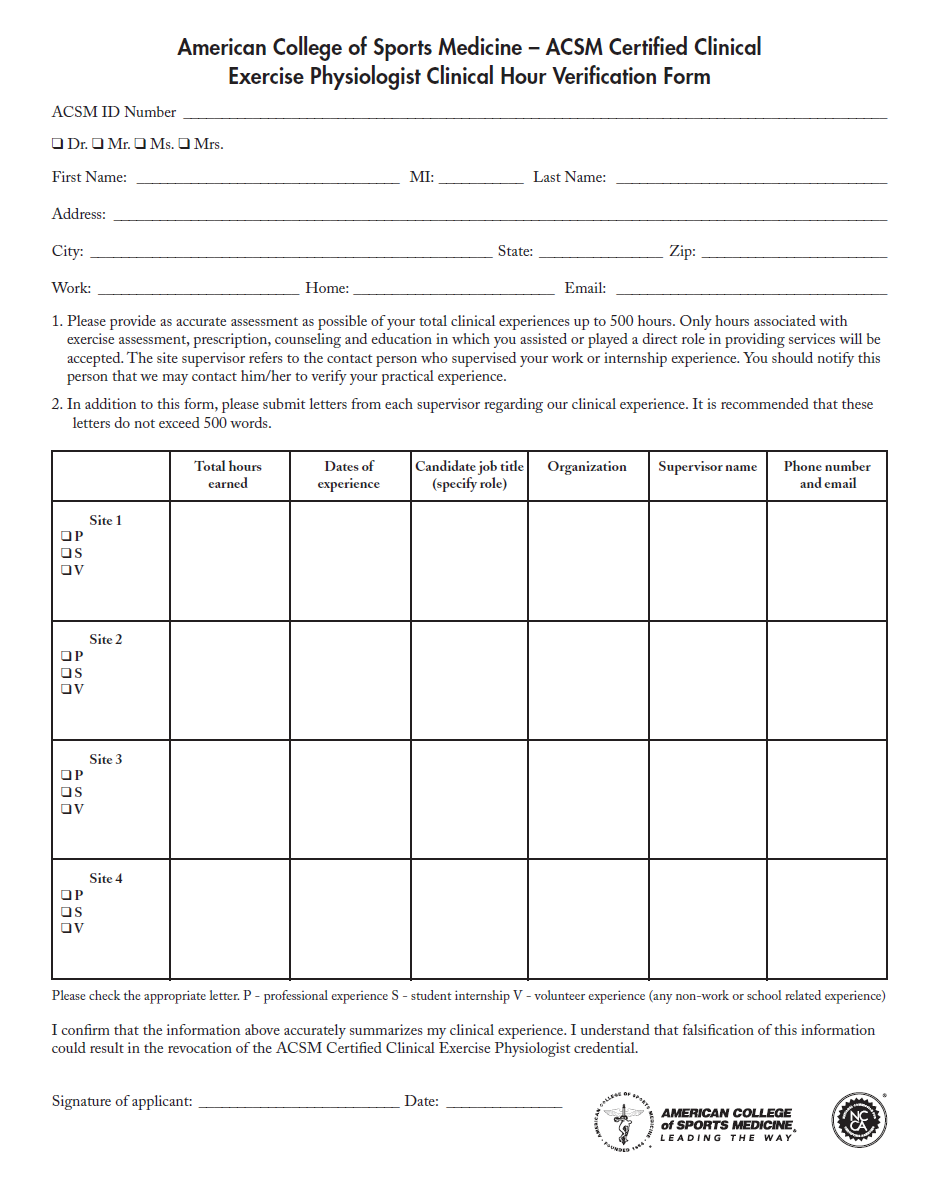 American College of Sports Medicine – ACSM Certified Clinical
Exercise Physiologist Clinical Hour Verification Form
ACSM ID Number
❑ Dr. ❑ Mr. ❑ Ms. ❑ Mrs.
First Name: MI: Last Name:
Address:
City: State: Zip:
Work: Home: Email:
1. Please provide as accurate assessment as possible of your total clinical experiences up to 500 hours. Only hours associated with
exercise assessment, prescription, counseling and education in which you assisted or played a direct role in providing services will be
accepted. The site supervisor refers to the contact person who supervised your work or internship experience. You should notify this
person that we may contact him/her to verify your practical experience.
2. In addition to this form, please submit letters from each supervisor regarding our clinical experience. It is recommended that these
letters do not exceed 500 words.
Total hours earned
Dates of experience
Candidate job title (specify role)
Organization
Supervisor name
Phone number and email
Site 1
❑ P
❑ S
❑ V
Site 2
❑ P
❑ S
❑ V
Site 3
❑ P
❑ S
❑ V
Site 4
❑ P
❑ S
❑ V
Please check the appropriate letter. P - professional experience S - student internship V - volunteer experience (any non-work or school related experience)
I confirm that the information above accurately summarizes my clinical experience. I understand that falsification of this information
could result in the revocation of the ACSM Certified Clinical Exercise Physiologist credential.
Signature of applicant: Date:
AMERICAN COLLEGE OF SPORTS MEDICINE
FOUNDED 1954
AMERICAN COLLEGE
of SPORTS MEDICINE®
LEADING THE WAY
NCCA
®